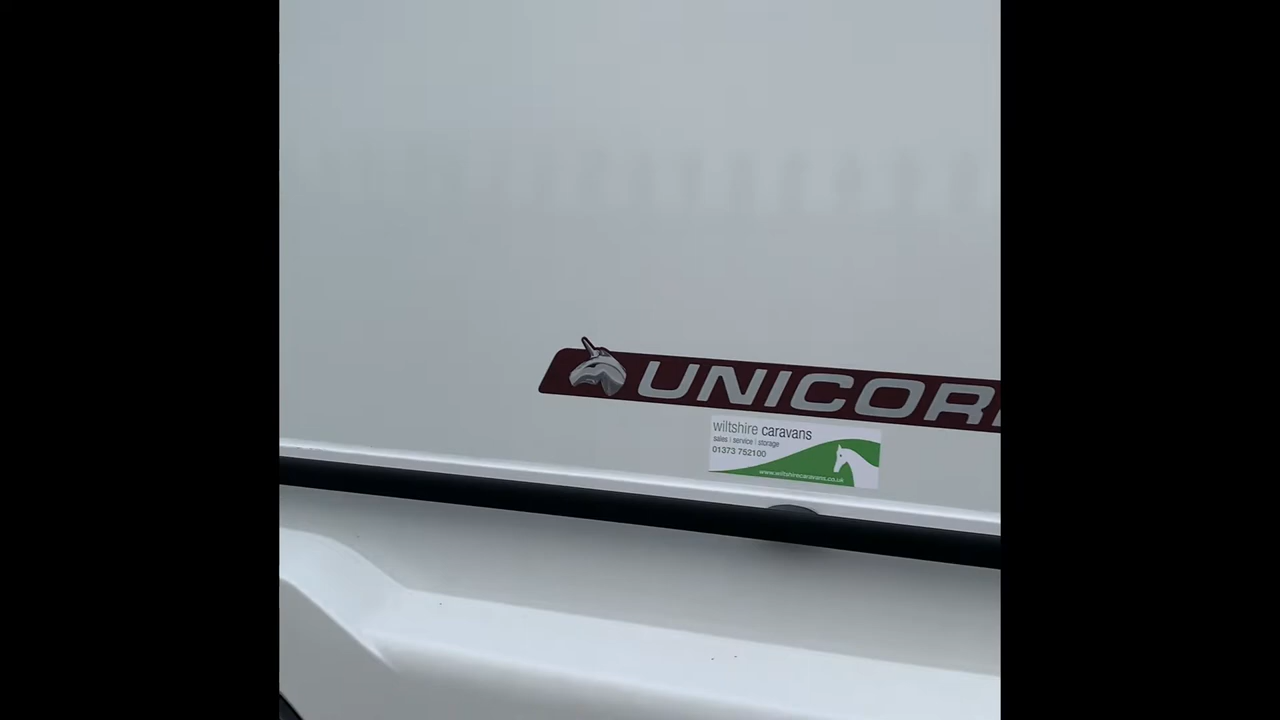 UNICOR
wiltshire caravans
sales | service | storage
01373 752100
www.wiltshirecaravans.co.uk